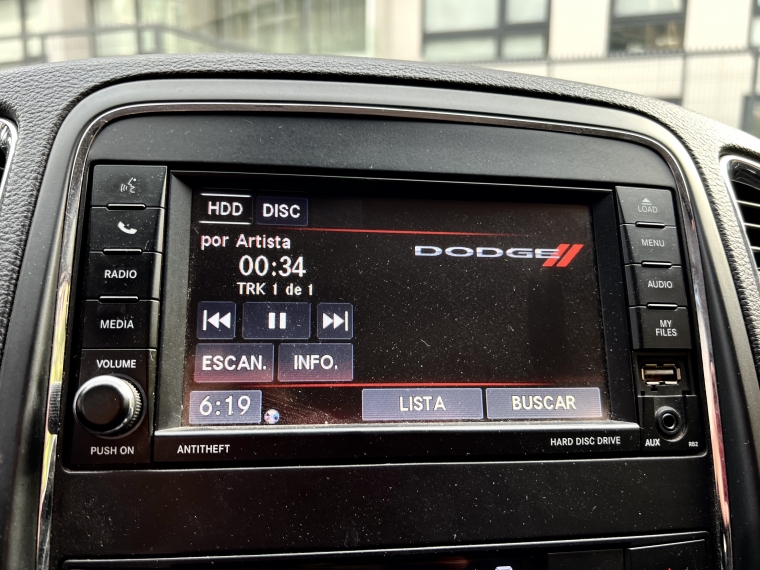 HDD DISC
por Artista
00:34
TRK 1 de 1
DODGE
ESCAN. INFO.
6:19 LISTA BUSCAR
RADIO
MEDIA
VOLUME
PUSH ON
ANTITHEFT
HARD DISC DRIVE
LOAD
MENU
AUDIO
MY
FILES
AUX
RB2